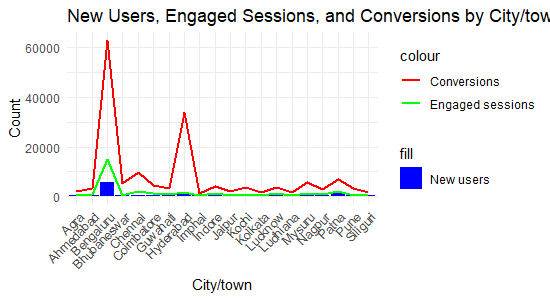 New Users, Engaged Sessions, and Conversions by City/tow
60000
40000
20000
0
Count
Agra
Ahmedabad
Bengaluru
Bhubaneswar
Chennai
Coimbatore
Guwahati
Hyderabad
Imphal
Indore
Jaipur
Kochi
Kolkata
Lucknow
Ludhiana
Mysuru
Nagpur
Patna
Pune
Siliguri
City/town
colour
Conversions
Engaged sessions
fill
New users